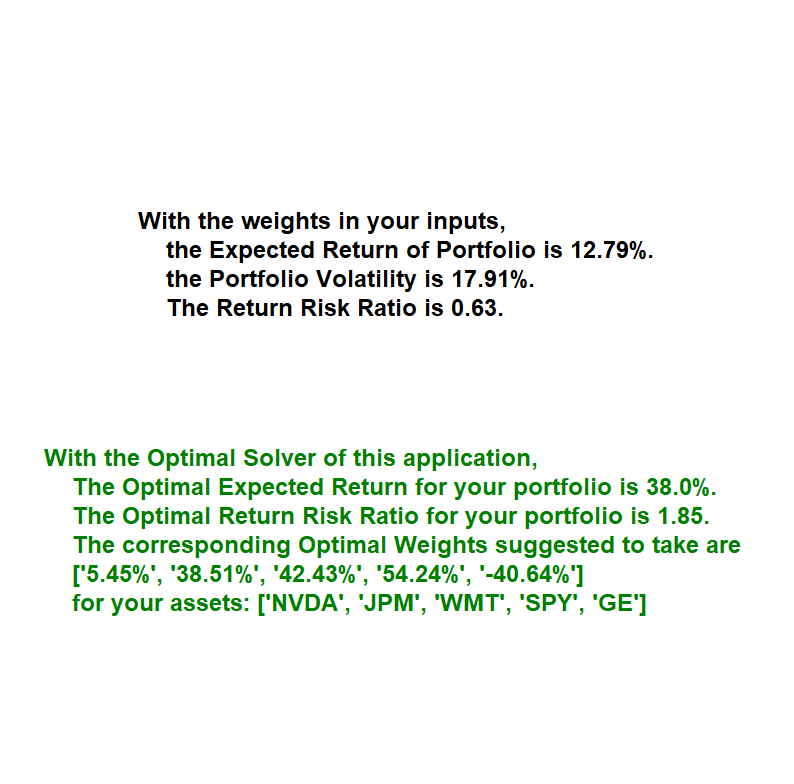 With the weights in your inputs,
the Expected Return of Portfolio is 12.79%.
the Portfolio Volatility is 17.91%.
The Return Risk Ratio is 0.63.
With the Optimal Solver of this application,
The Optimal Expected Return for your portfolio is 38.0%.
The Optimal Return Risk Ratio for your portfolio is 1.85.
The corresponding Optimal Weights suggested to take are
['5.45%', '38.51%', '42.43%', '54.24%', '-40.64%']
for your assets: ['NVDA', 'JPM', 'WMT', 'SPY', 'GE']